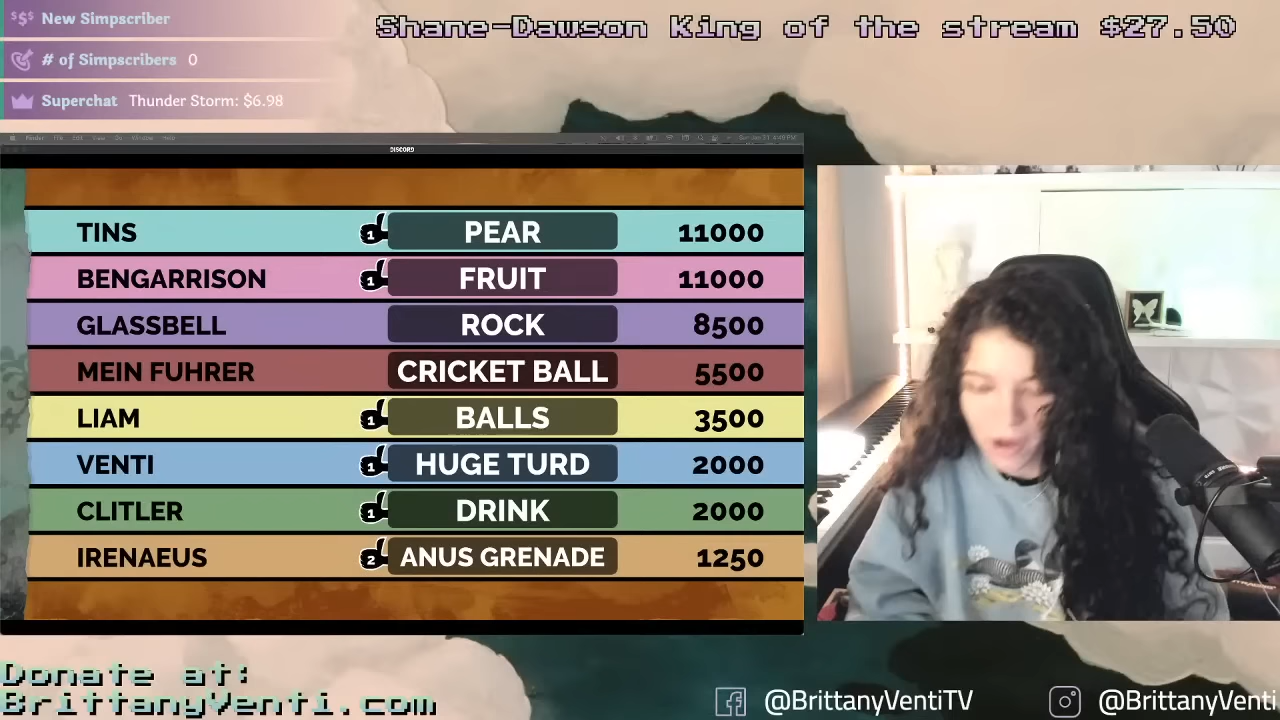 $$$ New Simpscriber
# of Simpscribers 0
Superchat Thunder Storm: $6.98
Shane-Dawson King of the stream $27.50
DISCORD
TINS 1 PEAR 11000
BENGARRISON 1 FRUIT 11000
GLASSBELL ROCK 8500
MEIN FUHRER CRICKET BALL 5500
LIAM 1 BALLS 3500
VENTI 1 HUGE TURD 2000
CLITLER 1 DRINK 2000
IRENAEUS 2 ANUS GRENADE 1250
Donate at:
BrittanyVenti.com
@BrittanyVentiTV
@BrittanyVenti